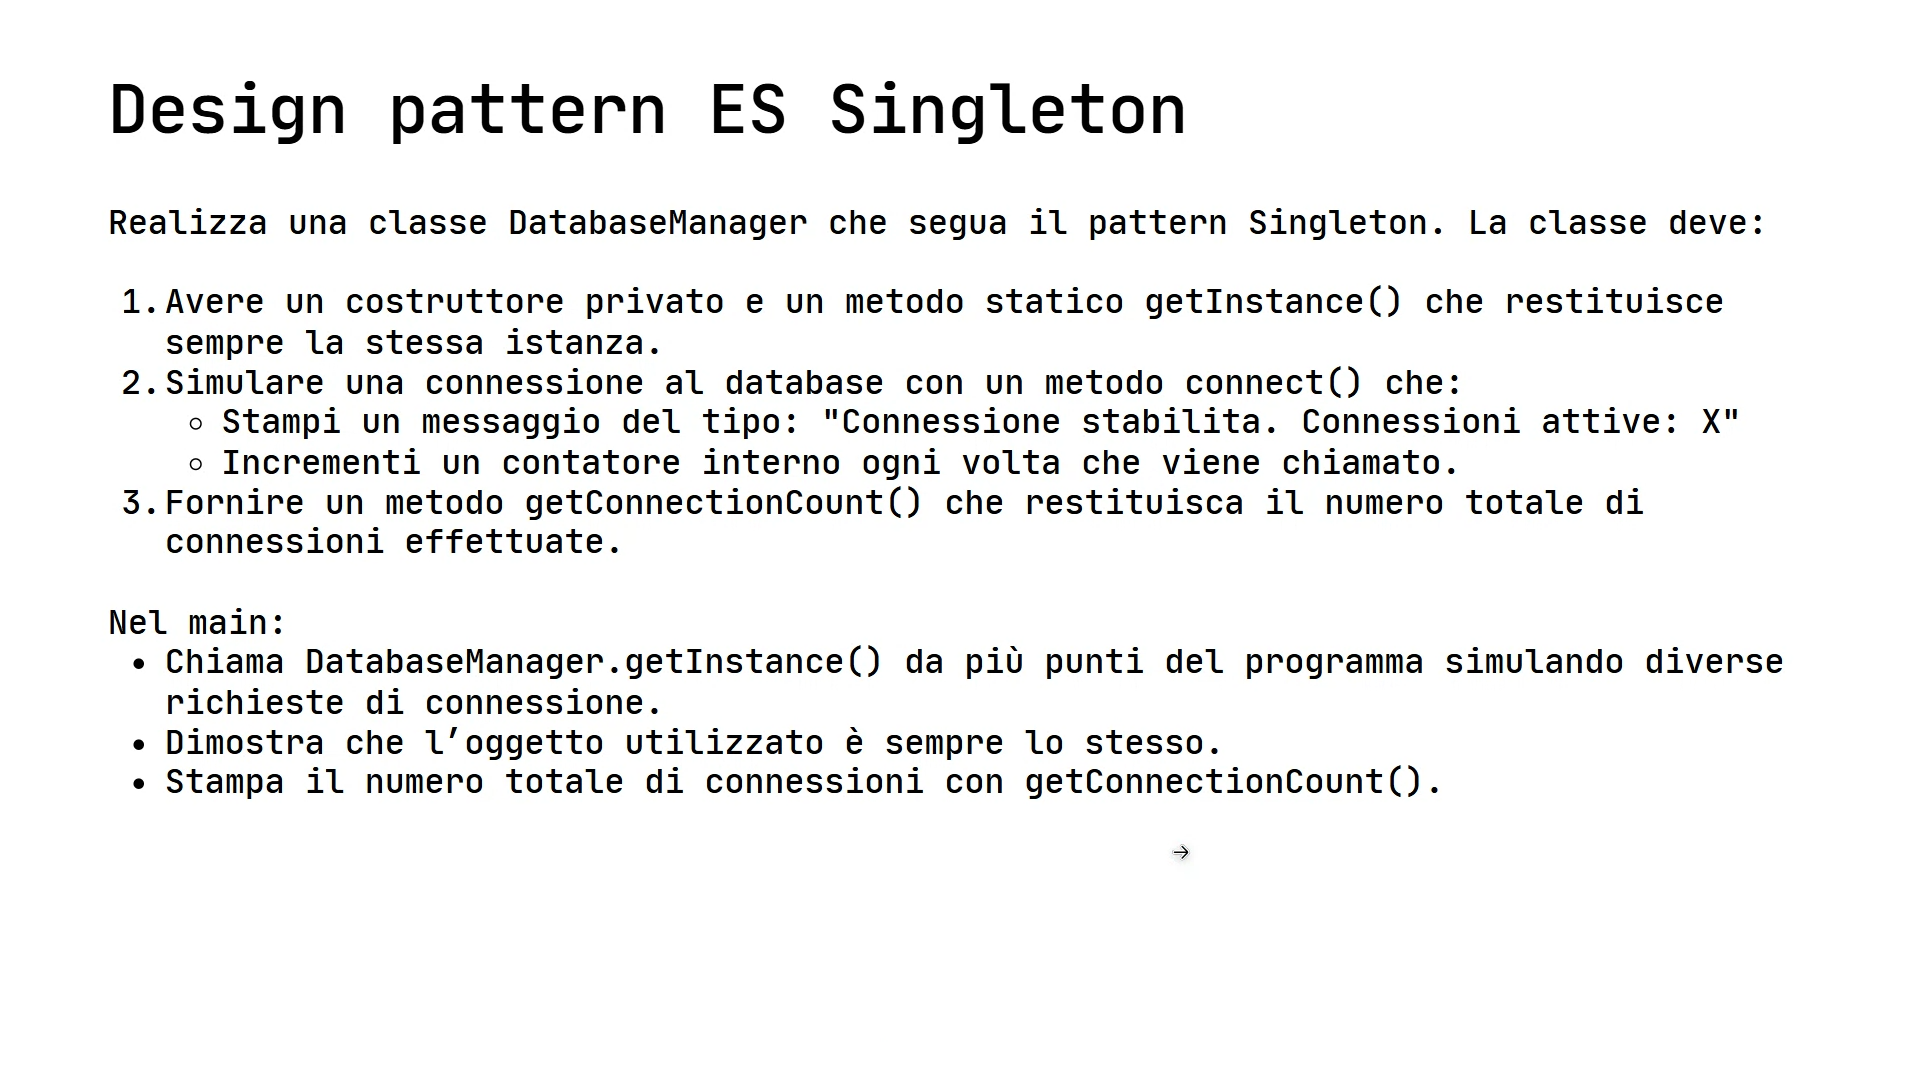 Design pattern ES Singleton
Realizza una classe DatabaseManager che segua il pattern Singleton. La classe deve:
1. Avere un costruttore privato e un metodo statico getInstance() che restituisce
sempre la stessa istanza.
2. Simulare una connessione al database con un metodo connect() che:
○ Stampi un messaggio del tipo: "Connessione stabilita. Connessioni attive: X"
○ Incrementi un contatore interno ogni volta che viene chiamato.
3. Fornire un metodo getConnectionCount() che restituisca il numero totale di
connessioni effettuate.
Nel main:
• Chiama DatabaseManager.getInstance() da più punti del programma simulando diverse
richieste di connessione.
• Dimostra che l’oggetto utilizzato è sempre lo stesso.
• Stampa il numero totale di connessioni con getConnectionCount().